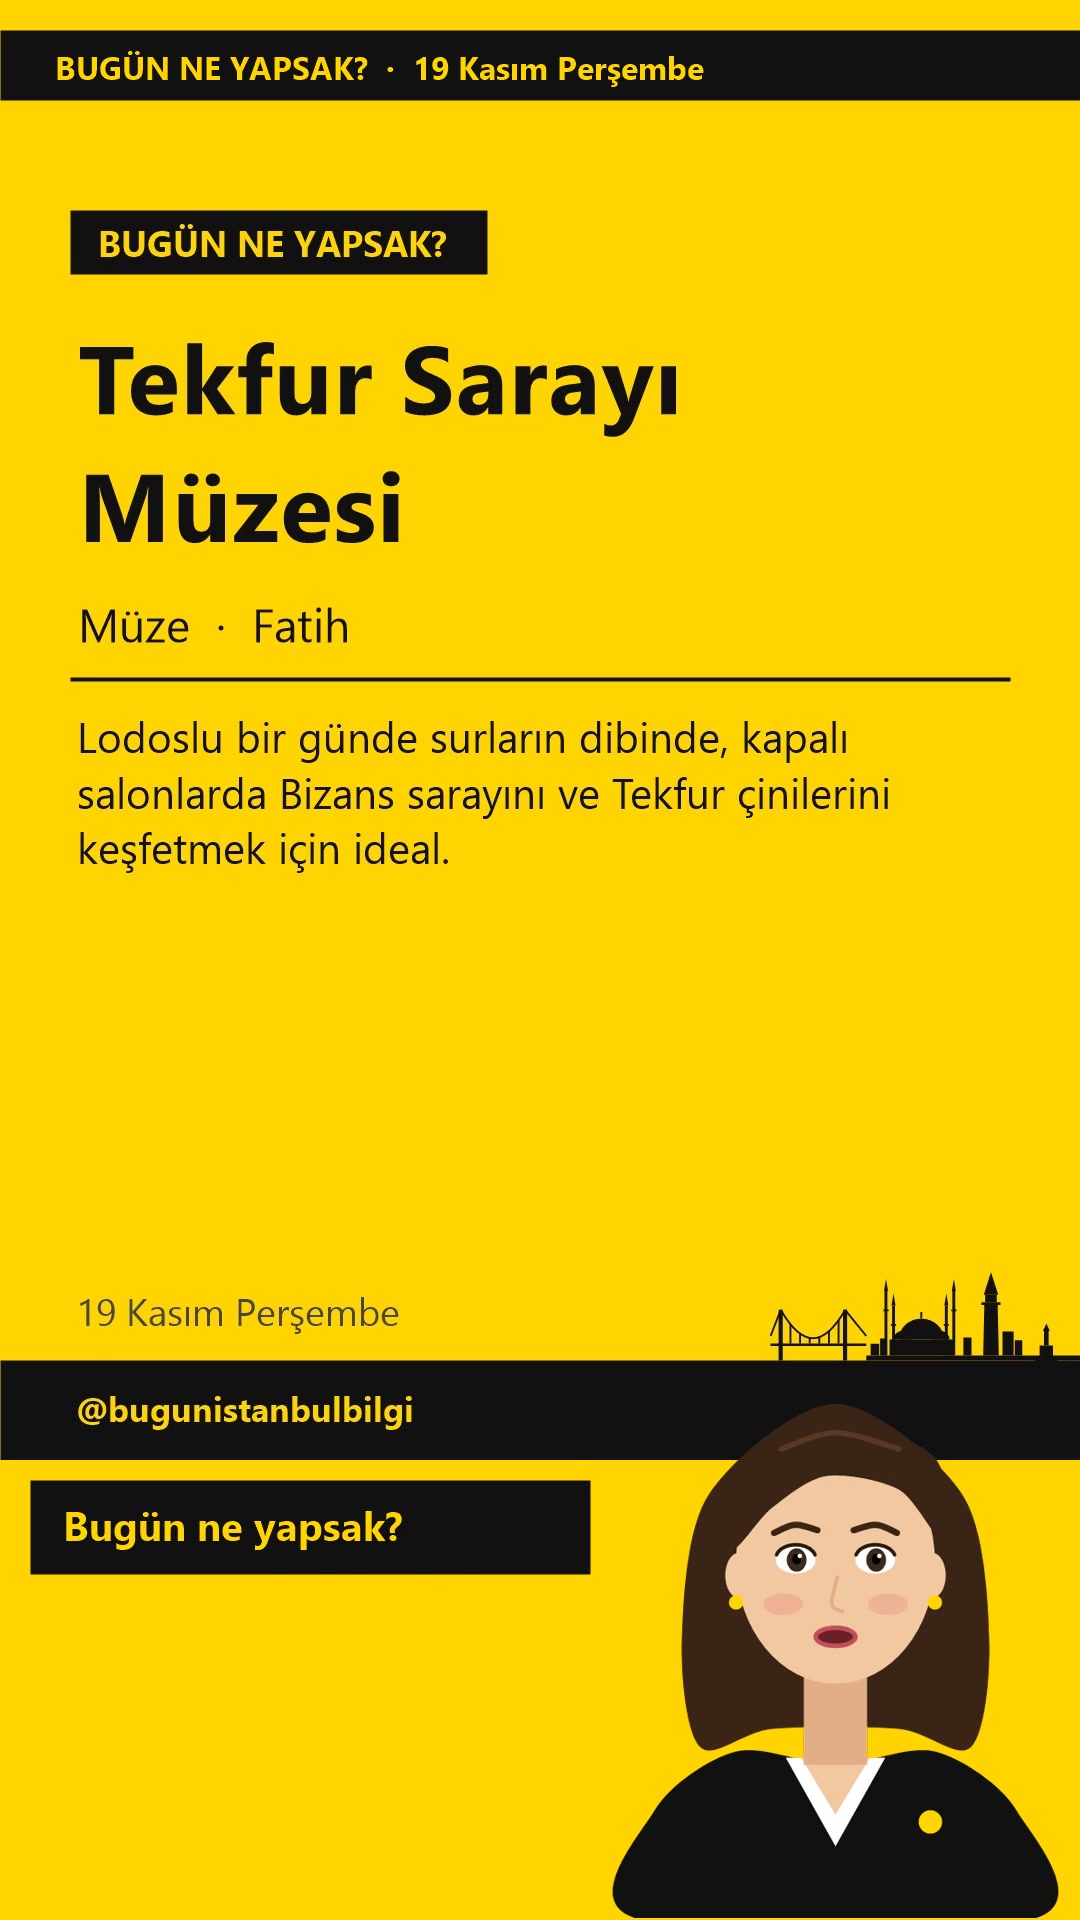 BUGÜN NE YAPSAK? · 19 Kasım Perşembe
BUGÜN NE YAPSAK?
Tekfur Sarayı
Müzesi
Müze · Fatih
Lodoslu bir günde surların dibinde, kapalı
salonlarda Bizans sarayını ve Tekfur çinilerini
keşfetmek için ideal.
19 Kasım Perşembe
@bugunistanbulbilgi
Bugün ne yapsak?